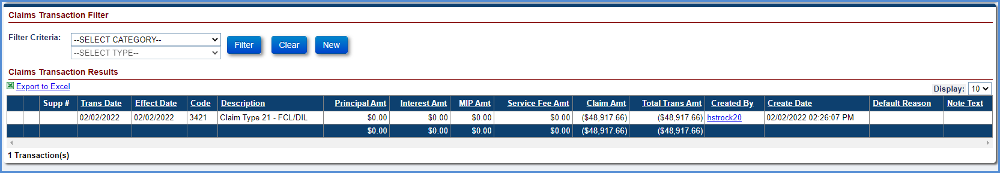 Claims Transaction Filter
Filter Criteria: --SELECT CATEGORY-- Filter Clear New
--SELECT TYPE--
Claims Transaction Results
Export to Excel
Display: 10
Supp # Trans Date Effect Date Code Description Principal Amt Interest Amt MIP Amt Service Fee Amt Claim Amt Total Trans Amt Created By Create Date Default Reason Note Text
02/02/2022 02/02/2022 3421 Claim Type 21 - FCL/DIL $0.00 $0.00 $0.00 $0.00 ($48,917.66) ($48,917.66) hstrock20 02/02/2022 02:26:07 PM
$0.00 $0.00 $0.00 $0.00 ($48,917.66) ($48,917.66)
1 Transaction(s)